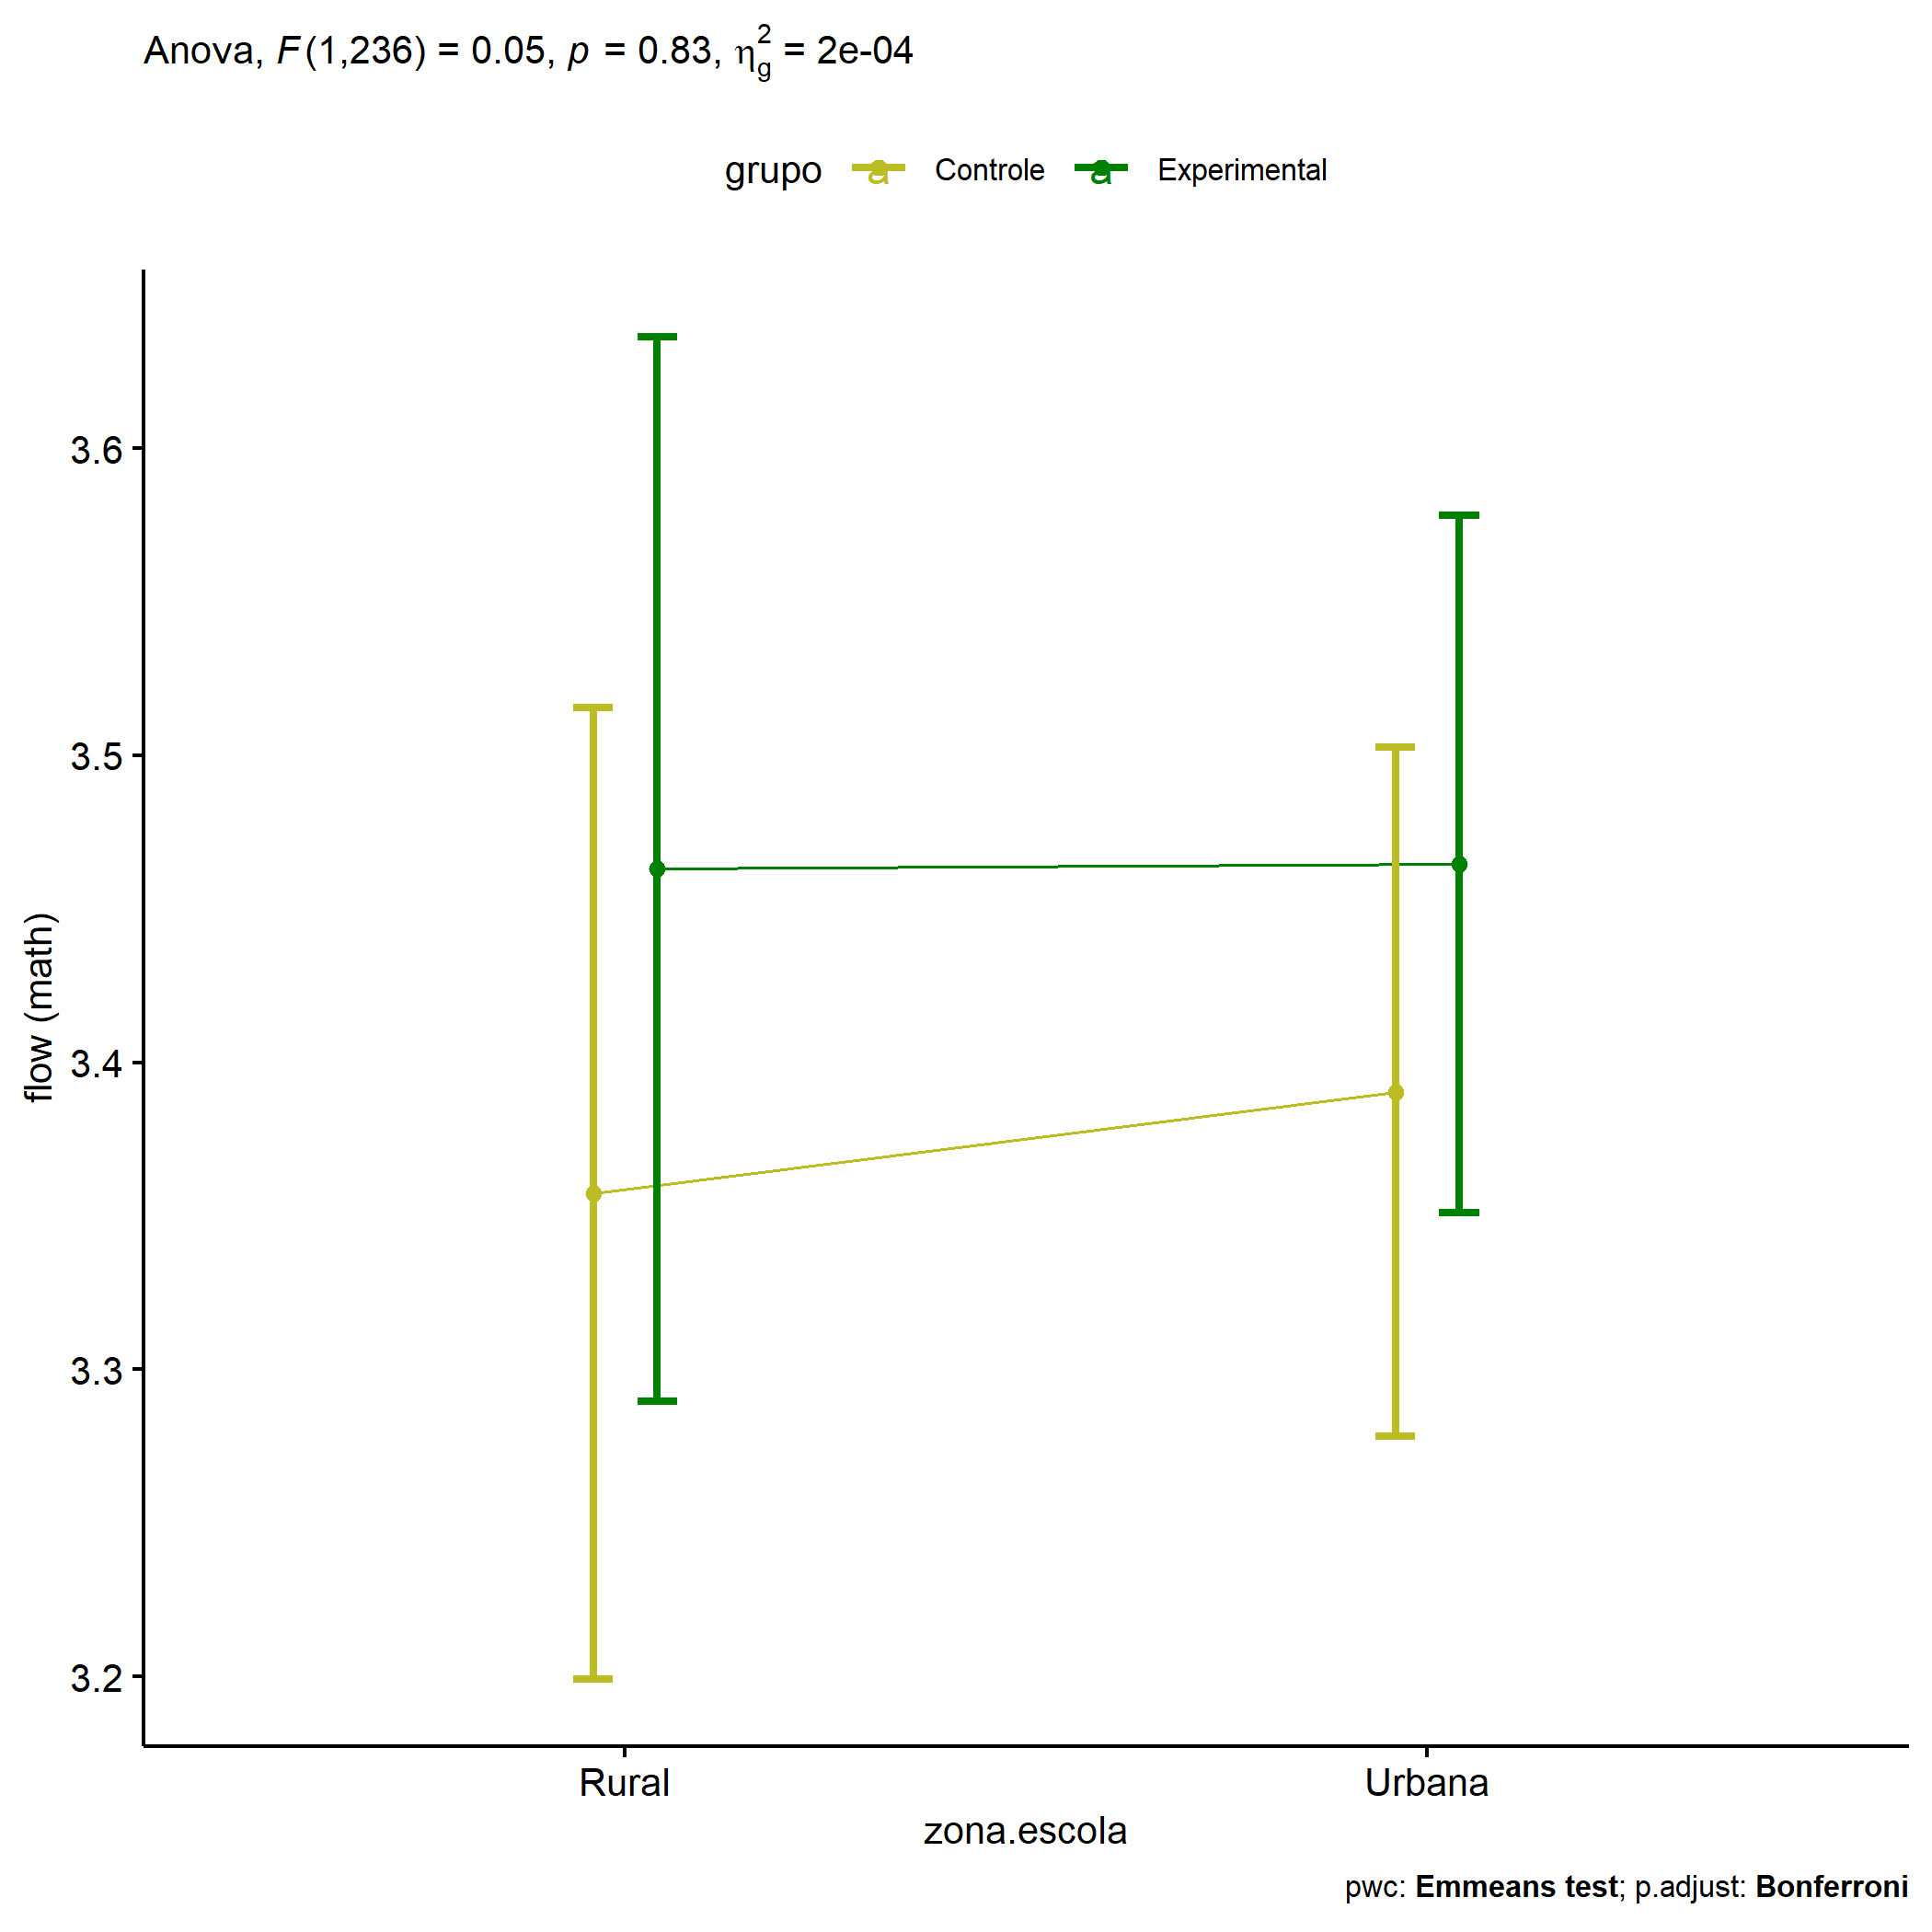 Anova, F(1,236) = 0.05, p = 0.83, η²g = 2e-04
grupo a Controle a Experimental
3.6
3.5
3.4
3.3
3.2
flow (math)
Rural Urbana
zona.escola
pwc: Emmeans test; p.adjust: Bonferroni